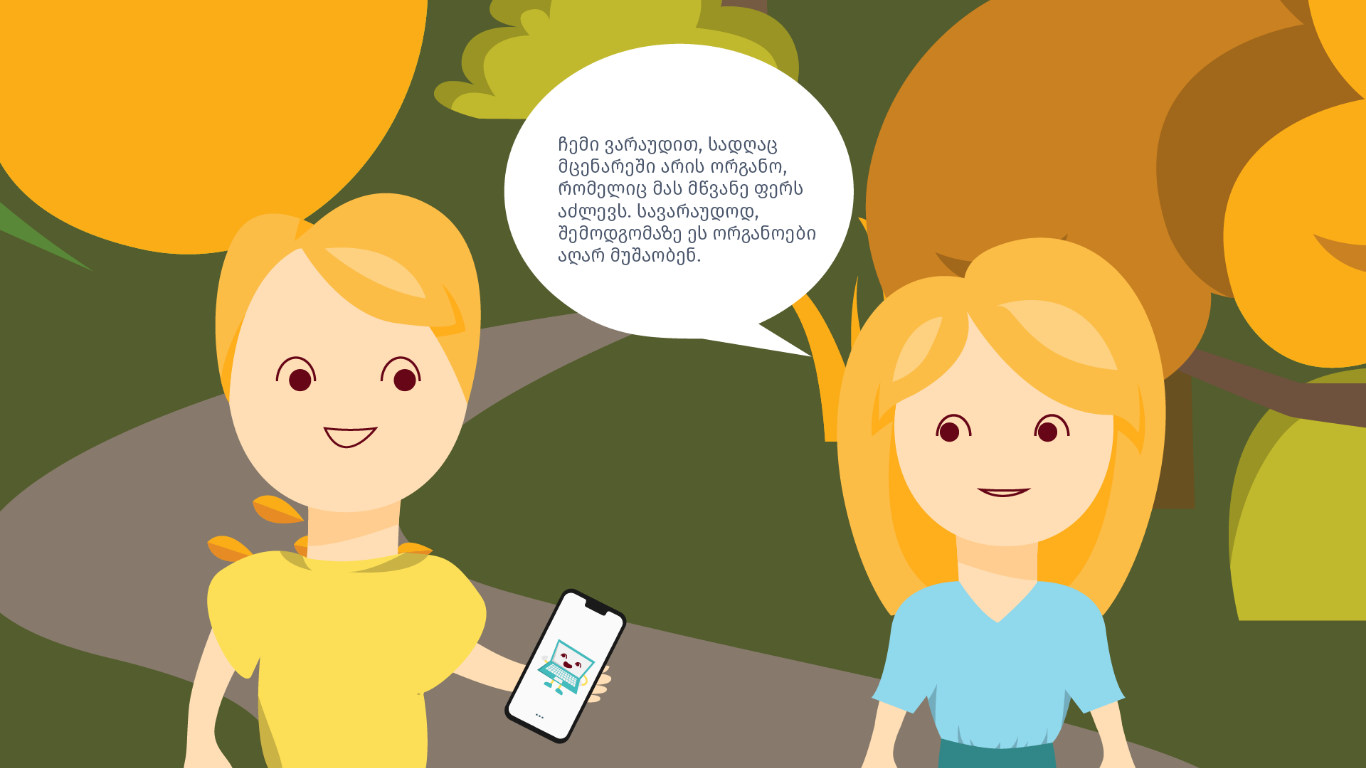 ჩემი ვარაუდით, სადღაც
მცენარეში არის ორგანო,
რომელიც მას მწვანე ფერს
აძლევს. სავარაუდოდ,
შემოდგომაზე ეს ორგანოები
აღარ მუშაობენ.